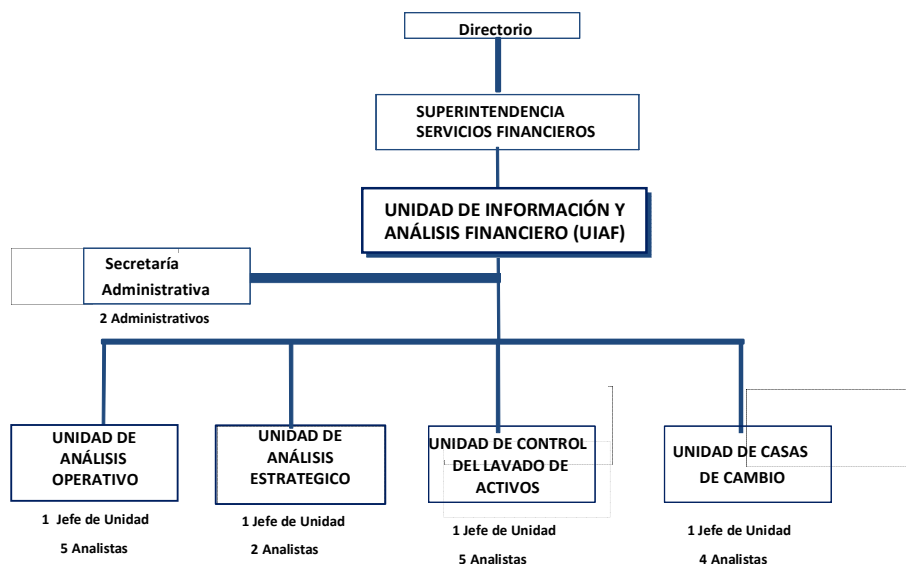 Directorio
SUPERINTENDENCIA
SERVICIOS FINANCIEROS
UNIDAD DE INFORMACIÓN Y
ANÁLISIS FINANCIERO (UIAF)
Secretaría
Administrativa
2 Administrativos
UNIDAD DE
ANÁLISIS
OPERATIVO
1 Jefe de Unidad
5 Analistas
UNIDAD DE
ANÁLISIS
ESTRATEGICO
1 Jefe de Unidad
2 Analistas
UNIDAD DE CONTROL
DEL LAVADO DE
ACTIVOS
1 Jefe de Unidad
5 Analistas
UNIDAD DE CASAS
DE CAMBIO
1 Jefe de Unidad
4 Analistas